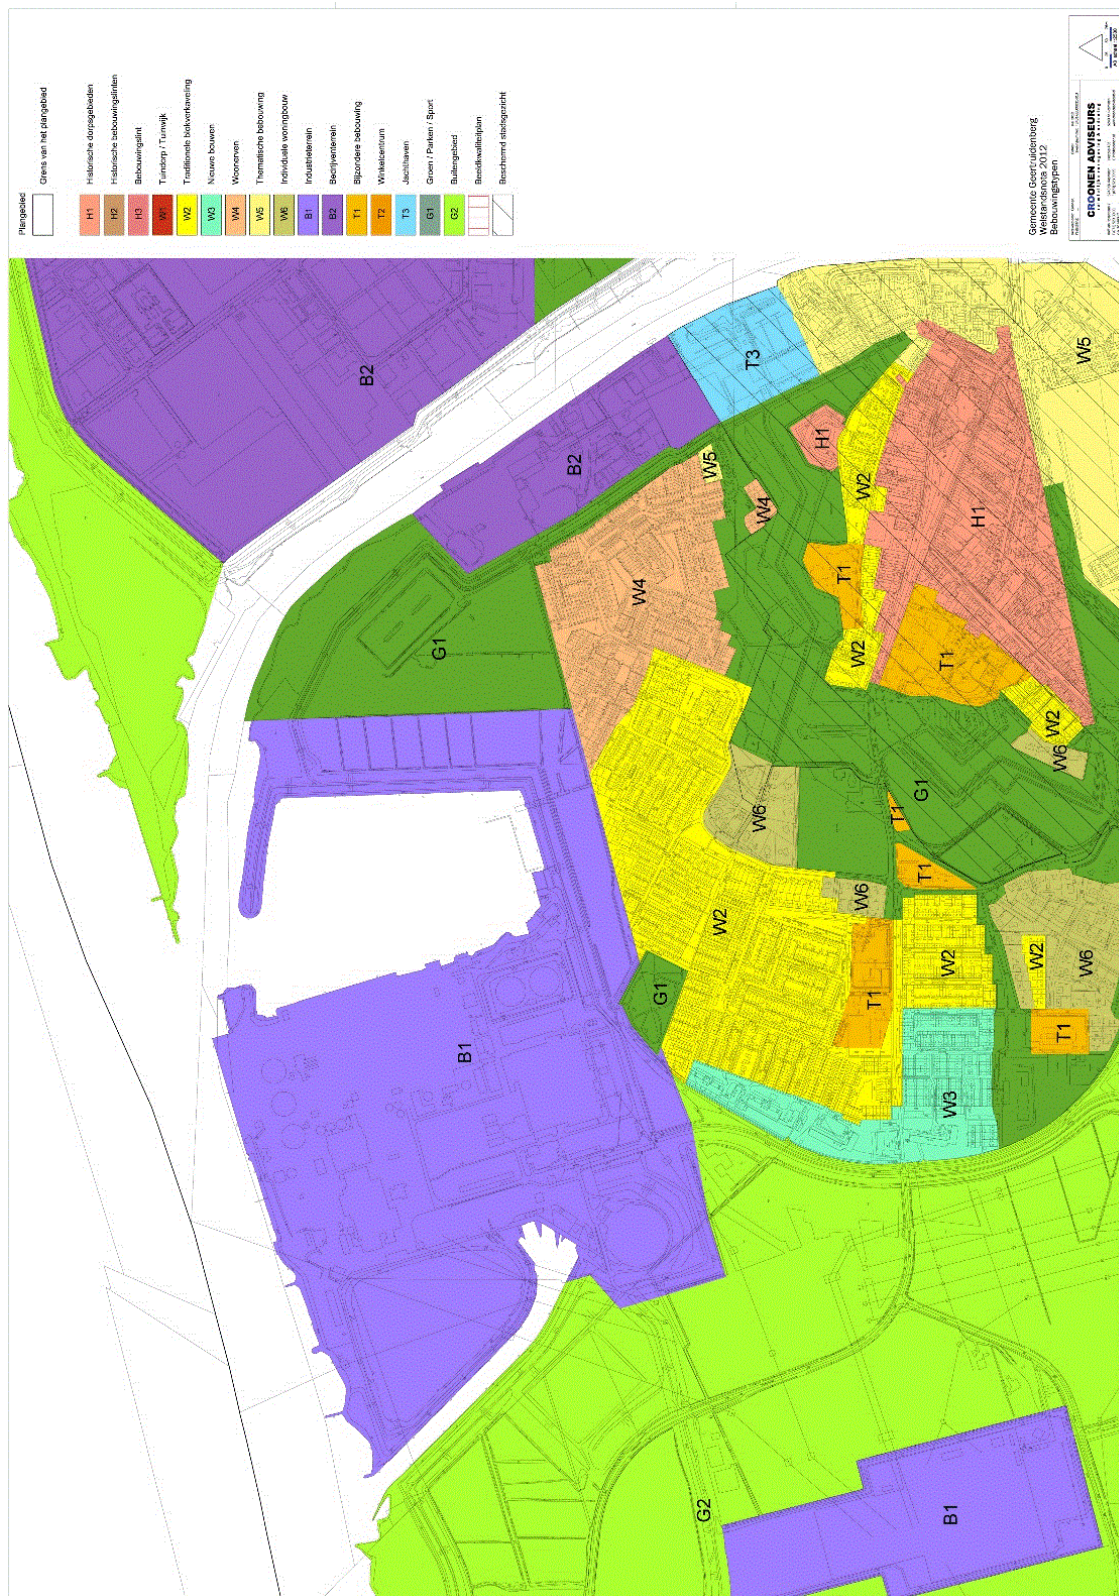 Plangebied
Grens van het plangebied
H1 Historische dorpsgebieden
H2 Historische bebouwingslinten
H3 Bebouwingslint
W1 Tuindorp / Tuinwijk
W2 Traditionele blokverkaveling
W3 Nieuwe bouwen
W4 Woonerven
W5 Thematische bebouwing
W6 Individuele woningbouw
B1 Industrieterrein
B2 Bedrijventerrein
T1 Bijzondere bebouwing
T2 Winkelcentrum
T3 Jachthaven
G1 Groen / Parken / Sport
G2 Buitengebied
Beeldkwaliteitplan
Beschermd stadsgezicht
Gemeente Geertruidenberg
Welstandsnota 2012
Bebouwingstypen
CROONEN ADVISEURS
B2
B2
T3
W5
H1
W5
W4
W2
H1
W4
T1
G1
W2
T1
W2
W6
W6
G1
T1
T1
W6
W2
W2
W2
W6
G1
T1
T1
B1
W3
G2
B1